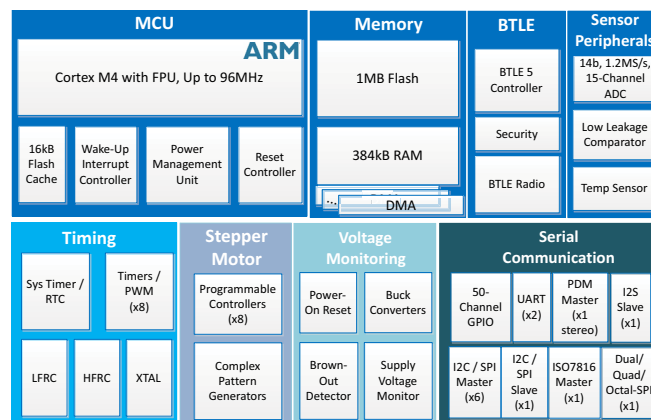 MCU
ARM
Cortex M4 with FPU, Up to 96MHz
16kB
Flash
Cache
Wake-Up
Interrupt
Controller
Power
Management
Unit
Reset
Controller
Memory
1MB Flash
384kB RAM
...
DMA
BTLE
BTLE 5
Controller
Security
BTLE Radio
Sensor
Peripherals
14b, 1.2MS/s,
15-Channel
ADC
Low Leakage
Comparator
Temp Sensor
Timing
Sys Timer /
RTC
Timers /
PWM
(x8)
LFRC
HFRC
XTAL
Stepper
Motor
Programmable
Controllers
(x8)
Complex
Pattern
Generators
Voltage
Monitoring
Power-
On Reset
Buck
Converters
Brown-
Out
Detector
Supply
Voltage
Monitor
Serial
Communication
50-
Channel
GPIO
UART
(x2)
PDM
Master
(x1
stereo)
I2S
Slave
(x1)
I2C / SPI
Master
(x6)
I2C /
SPI
Slave
(x1)
ISO7816
Master
(x1)
Dual/
Quad/
Octal-SPI
(x1)